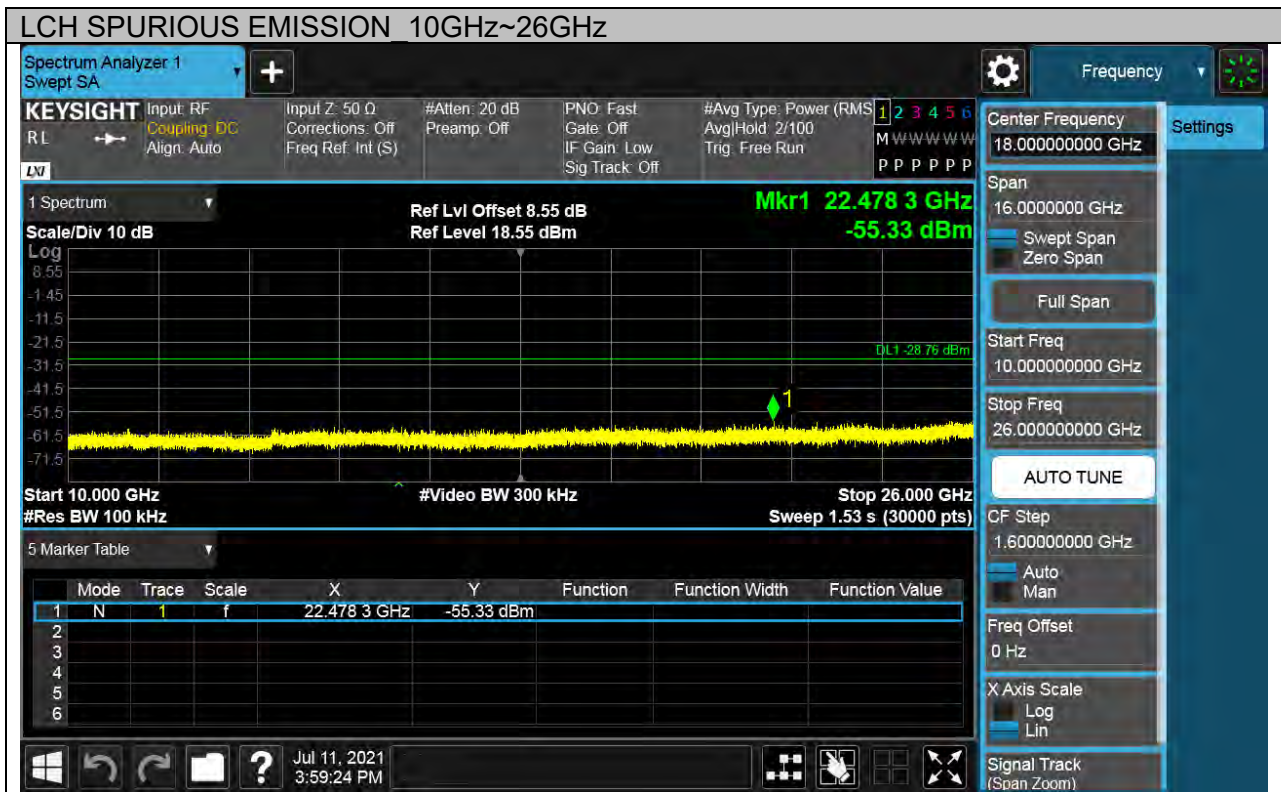 LCH SPURIOUS EMISSION_10GHz~26GHz
Spectrum Analyzer 1
Swept SA
+
Frequency
KEYSIGHT
RL
LXI
Input: RF
Coupling: DC
Align: Auto
Input Z: 50 Ω
Corrections: Off
Freq Ref: Int (S)
#Atten: 20 dB
Preamp: Off
PNO: Fast
Gate: Off
IF Gain: Low
Sig Track: Off
#Avg Type: Power (RMS
Avg|Hold: 2/100
Trig: Free Run
1 2 3 4 5 6
M W W W W W
P P P P P P
1 Spectrum
Scale/Div 10 dB
Ref Lvl Offset 8.55 dB
Ref Level 18.55 dBm
Mkr1 22.478 3 GHz
-55.33 dBm
Log
8.55
-1.45
-11.5
-21.5
-31.5
-41.5
-51.5
-61.5
-71.5
DL1 -28.76 dBm
1
Start 10.000 GHz
#Video BW 300 kHz
Stop 26.000 GHz
#Res BW 100 kHz
Sweep 1.53 s (30000 pts)
5 Marker Table
Mode Trace Scale X Y Function Function Width Function Value
1 N 1 f 22.478 3 GHz -55.33 dBm
2
3
4
5
6
?
Jul 11, 2021
3:59:24 PM
Center Frequency
18.000000000 GHz
Settings
Span
16.0000000 GHz
Swept Span
Zero Span
Full Span
Start Freq
10.000000000 GHz
Stop Freq
26.000000000 GHz
AUTO TUNE
CF Step
1.600000000 GHz
Auto
Man
Freq Offset
0 Hz
X Axis Scale
Log
Lin
Signal Track
(Span Zoom)